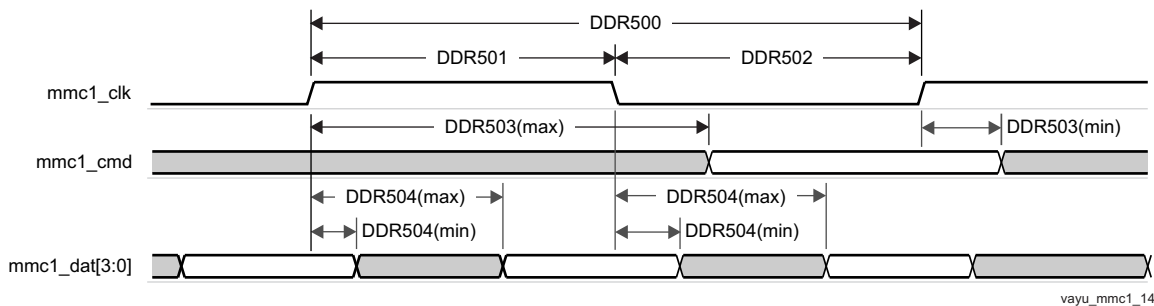 DDR500
DDR501 DDR502
mmc1_clk
DDR503(max) DDR503(min)
mmc1_cmd
DDR504(max) DDR504(max)
DDR504(min) DDR504(min)
mmc1_dat[3:0]
vayu_mmc1_14